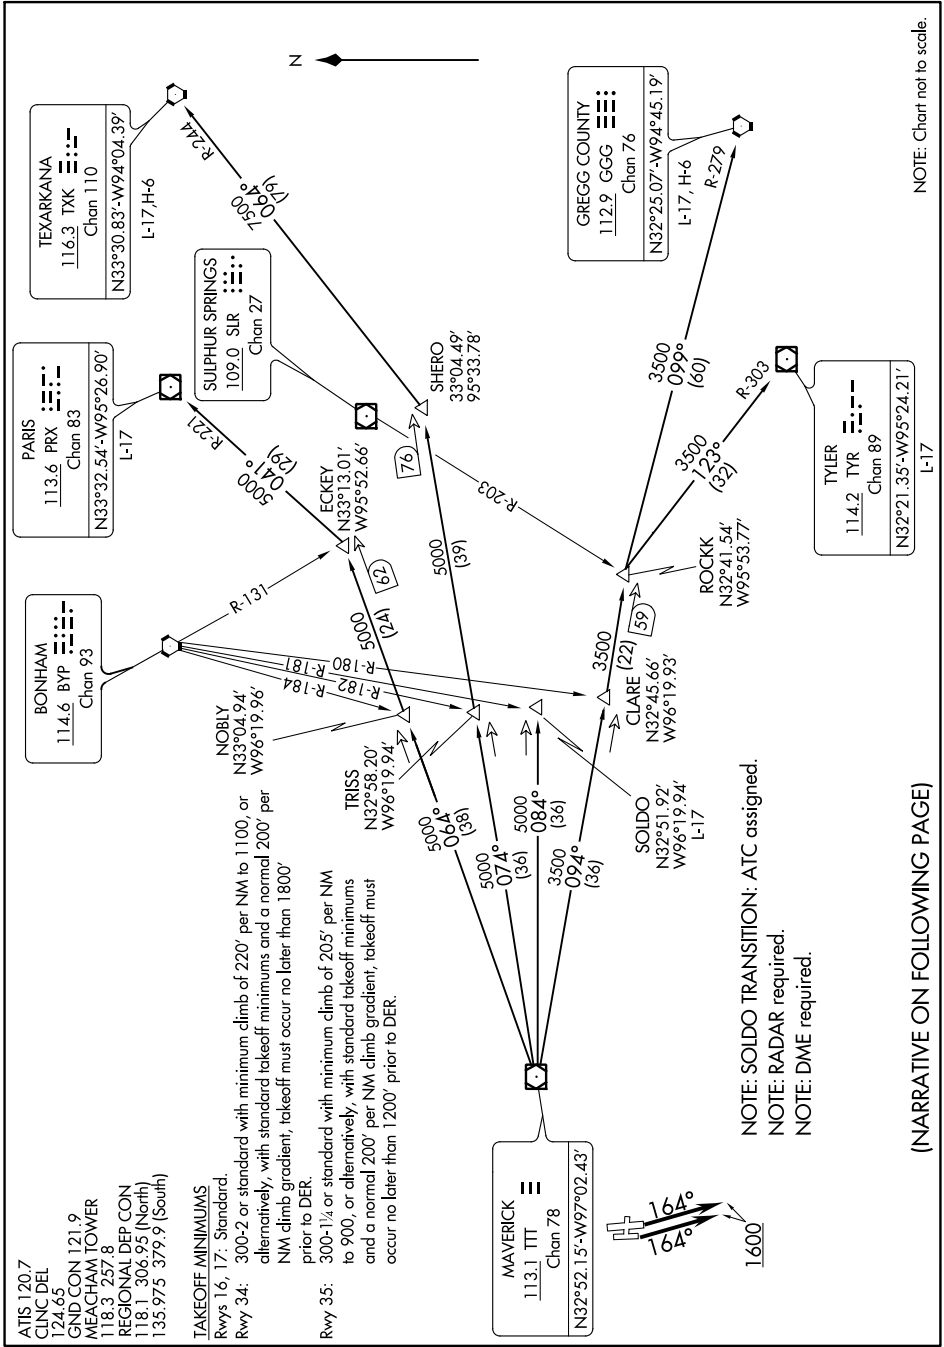 ATIS 120.7
CLNC DEL
124.65
GND CON 121.9
MEACHAM TOWER
118.3 257.8
REGIONAL DEP CON
118.1 306.95 (North)
135.975 379.9 (South)
TAKEOFF MINIMUMS
Rwys 16, 17: Standard.
Rwy 34: 300-2 or standard with minimum climb of 220' per NM to 1100, or
alternatively, with standard takeoff minimums and a normal 200' per
NM climb gradient, takeoff must occur no later than 1800'
prior to DER.
Rwy 35: 300-1¼ or standard with minimum climb of 205' per NM
to 900, or alternatively, with standard takeoff minimums
and a normal 200' per NM climb gradient, takeoff must
occur no later than 1200' prior to DER.
BONHAM
114.6 BYP
Chan 93
PARIS
113.6 PRX
Chan 83
N33°32.54'-W95°26.90'
L-17
TEXARKANA
116.3 TXK
Chan 110
N33°30.83'-W94°04.39'
L-17,H-6
SULPHUR SPRINGS
109.0 SLR
Chan 27
GREGG COUNTY
112.9 GGG
Chan 76
N32°25.07'-W94°45.19'
L-17, H-6
TYLER
114.2 TYR
Chan 89
N32°21.35'-W95°24.21'
L-17
MAVERICK
113.1 TTT
Chan 78
N32°52.15'-W97°02.43'
NOBLY
N33°04.94'
W96°19.96'
TRISS
N32°58.20'
W96°19.94'
SOLDO
N32°51.92'
W96°19.94'
L-17
CLARE
N32°45.66'
W96°19.93'
ECKEY
N33°13.01'
W95°52.66'
SHERO
33°04.49'
95°33.78'
ROCKK
N32°41.54'
W95°53.77'
5000
064°
(38)
5000
074°
(36)
5000
084°
(36)
3500
094°
(36)
5000
(24)
62
5000
(39)
76
3500
(22)
59
5000
041°
(29)
R-221
7500
064°
(79)
R-244
3500
099°
(60)
R-279
3500
123°
(32)
R-303
R-131
R-184
R-182
R-181
R-180
R-203
N
164°
164°
1600
NOTE: SOLDO TRANSITION: ATC assigned.
NOTE: RADAR required.
NOTE: DME required.
NOTE: Chart not to scale.
(NARRATIVE ON FOLLOWING PAGE)